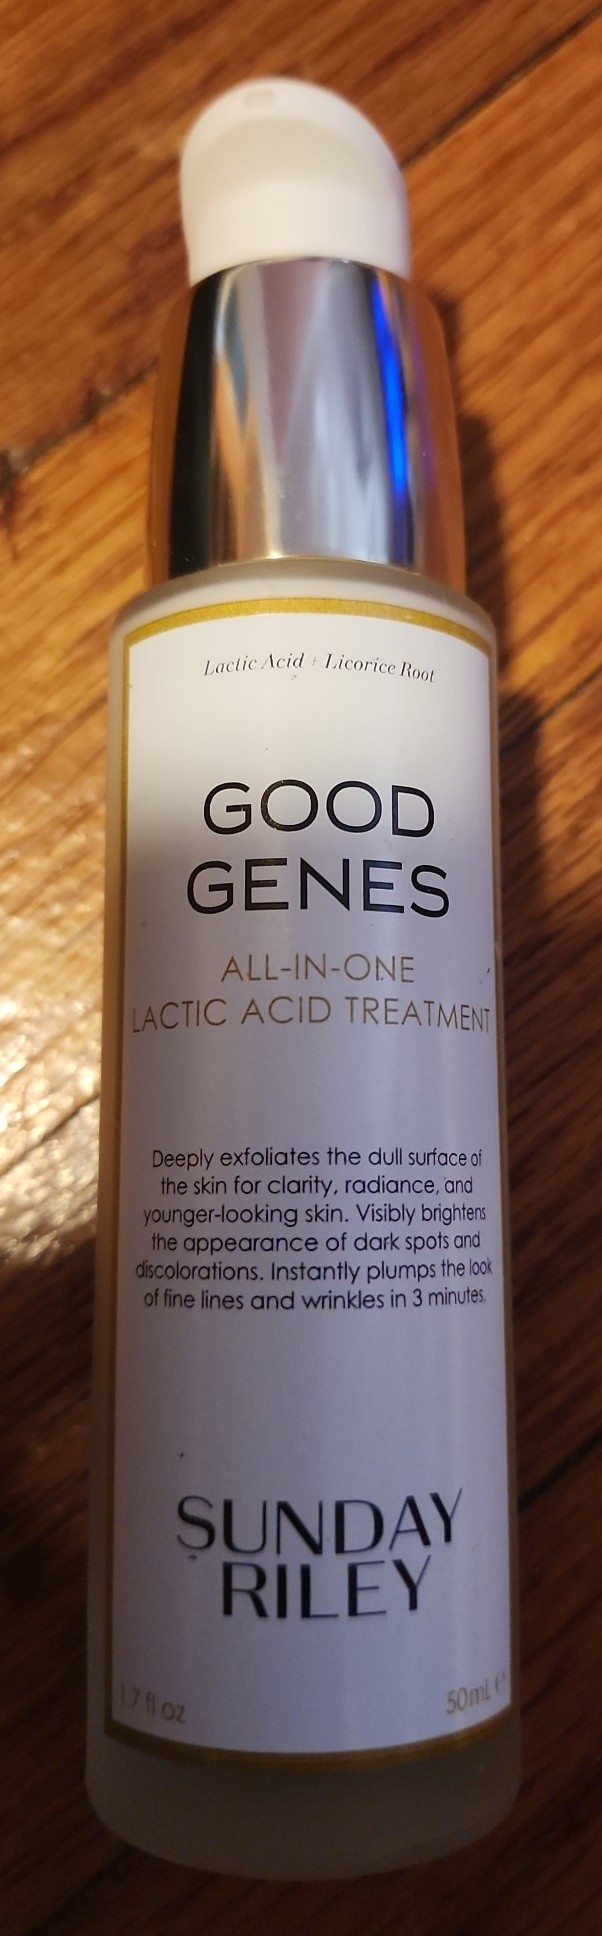 Lactic Acid + Licorice Root
GOOD
GENES
ALL-IN-ONE
LACTIC ACID TREATMENT
Deeply exfoliates the dull surface of
the skin for clarity, radiance, and
younger-looking skin. Visibly brightens
the appearance of dark spots and
discolorations. Instantly plumps the look
of fine lines and wrinkles in 3 minutes.
SUNDAY
RILEY
1.7 fl oz 50mL ℮